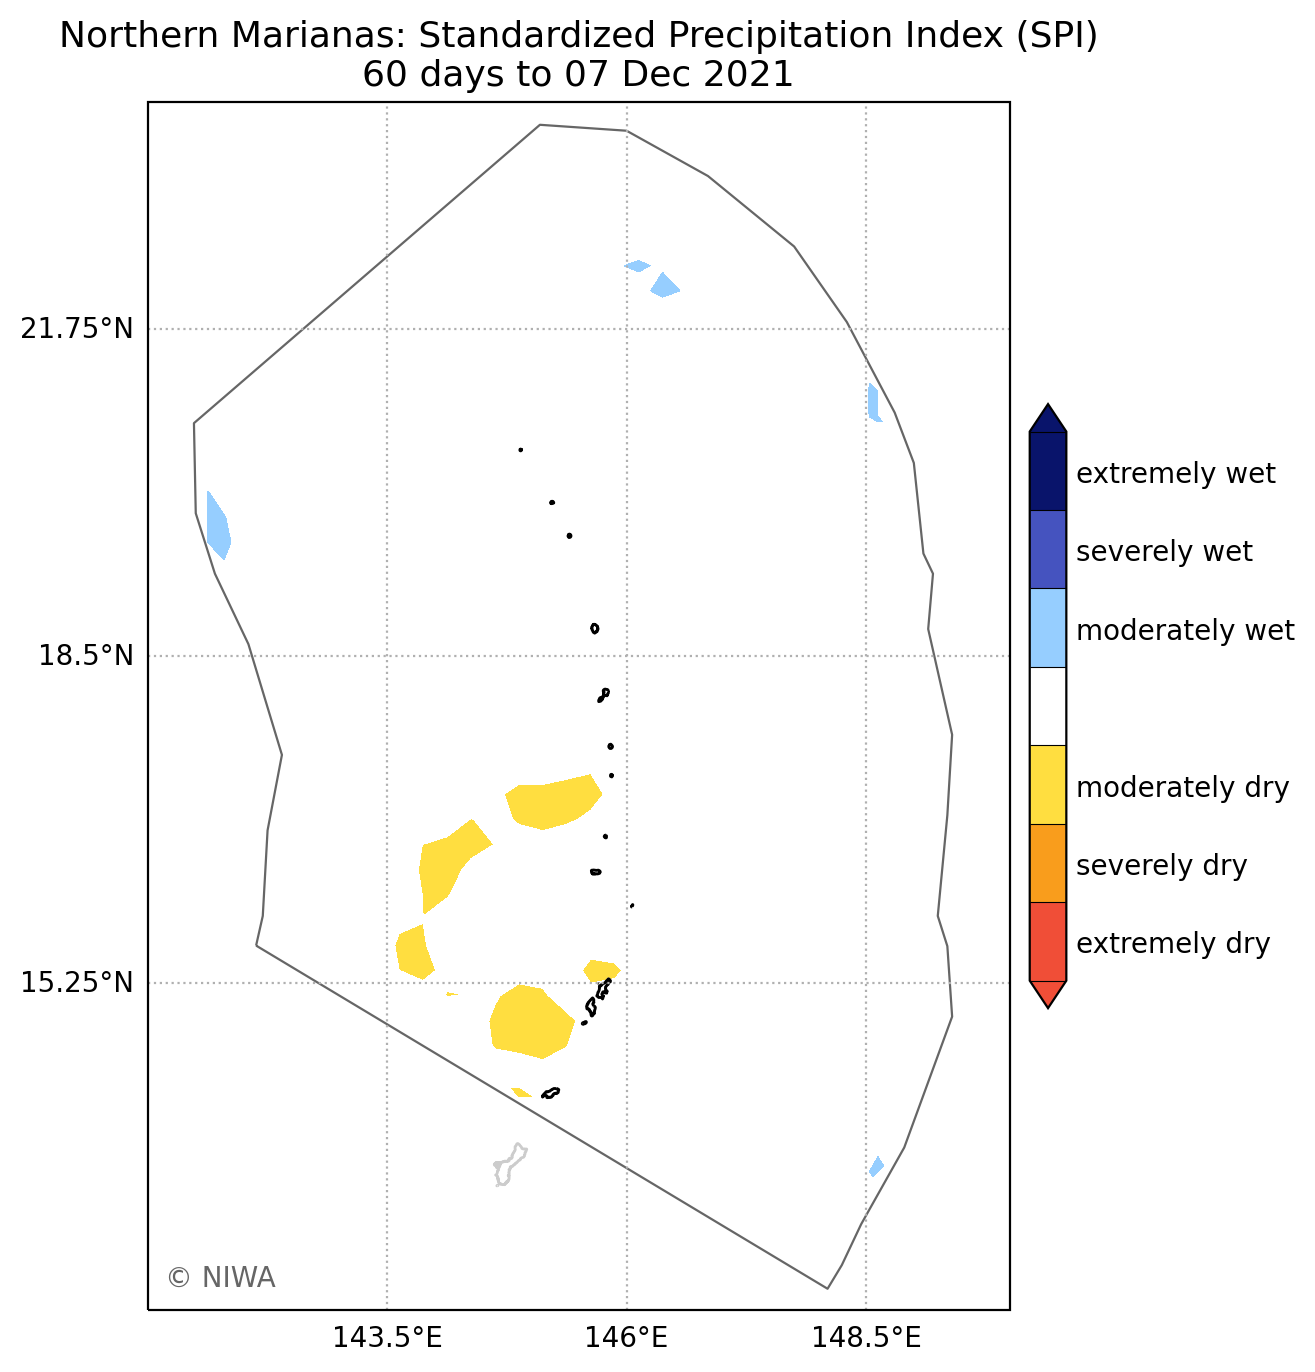 Northern Marianas: Standardized Precipitation Index (SPI)
60 days to 07 Dec 2021
21.75°N
18.5°N
15.25°N
143.5°E
146°E
148.5°E
extremely wet
severely wet
moderately wet
moderately dry
severely dry
extremely dry
© NIWA